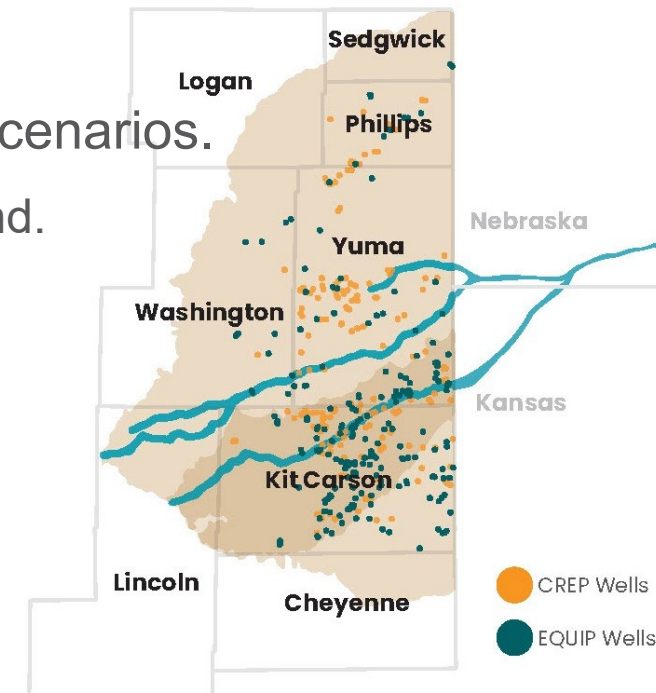 Sedgwick
Logan
cenarios.
Phillips
nd.
Nebraska
Yuma
Washington
Kansas
Kit Carson
Lincoln
CREP Wells
Cheyenne
EQUIP Wells